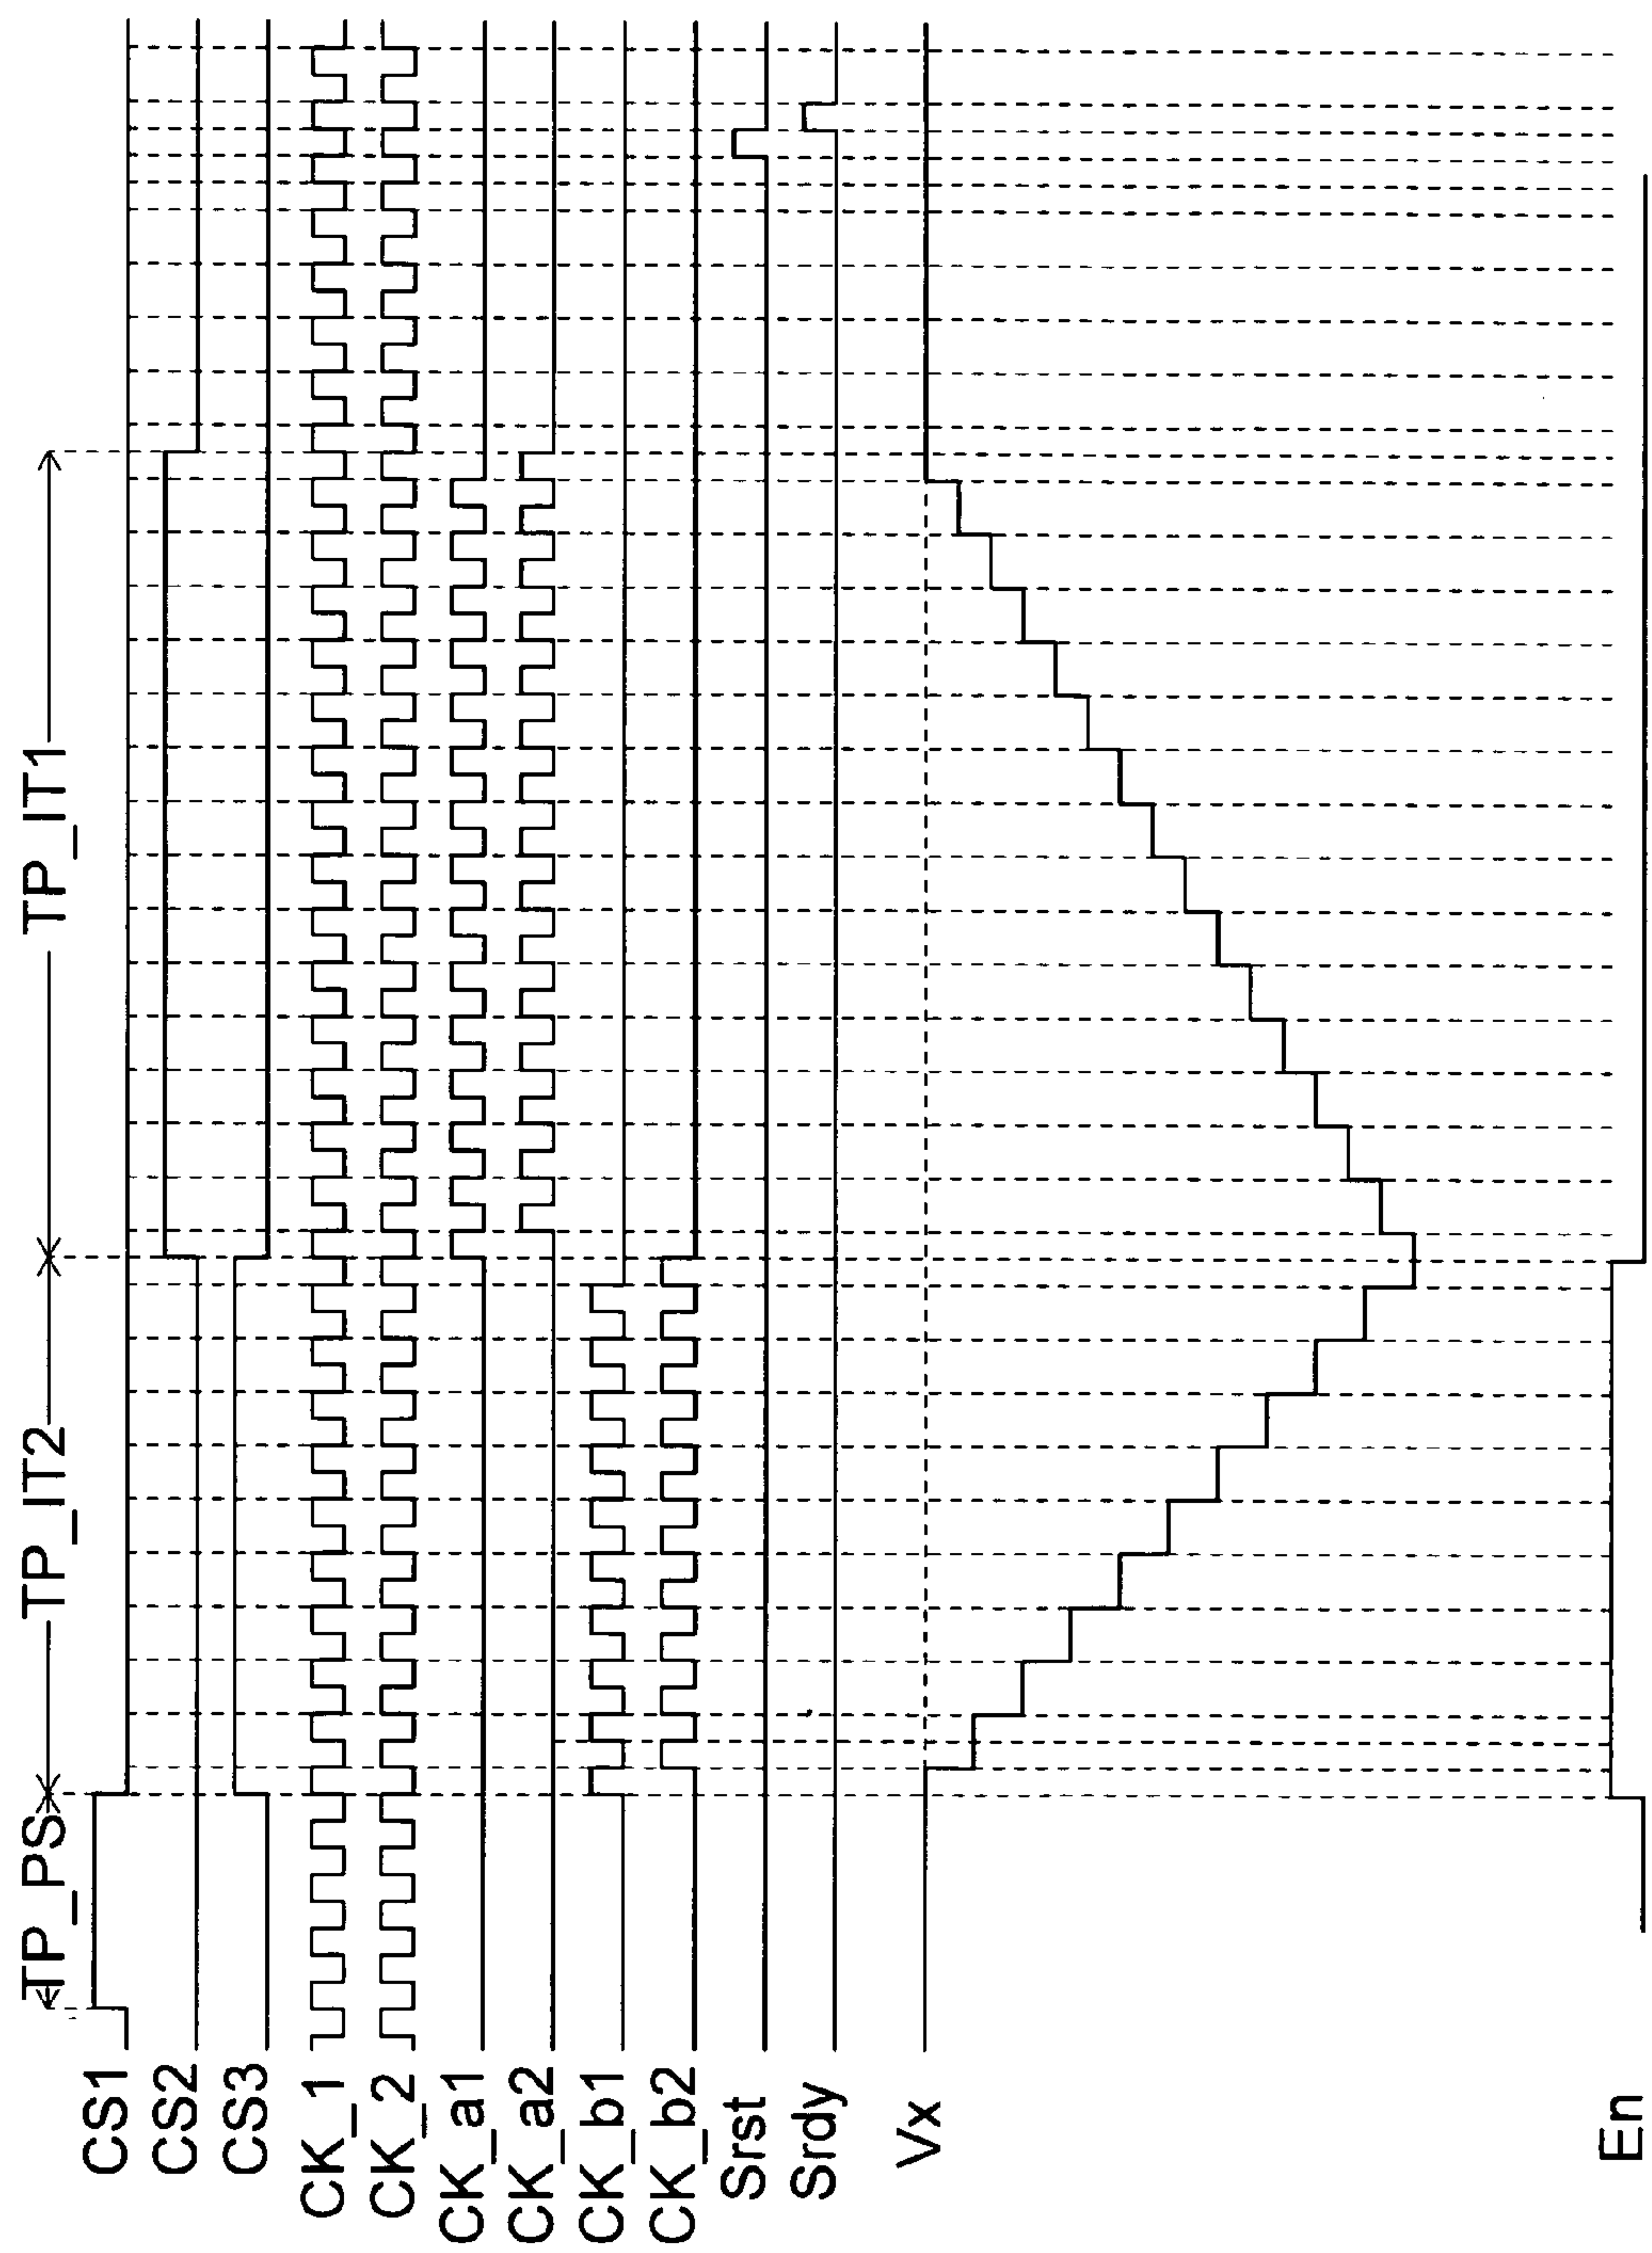 TP_PS
TP_IT2
TP_IT1
CS1
CS2
CS3
CK_1
CK_2
CK_a1
CK_a2
CK_b1
CK_b2
Srst
Srdy
Vx
En